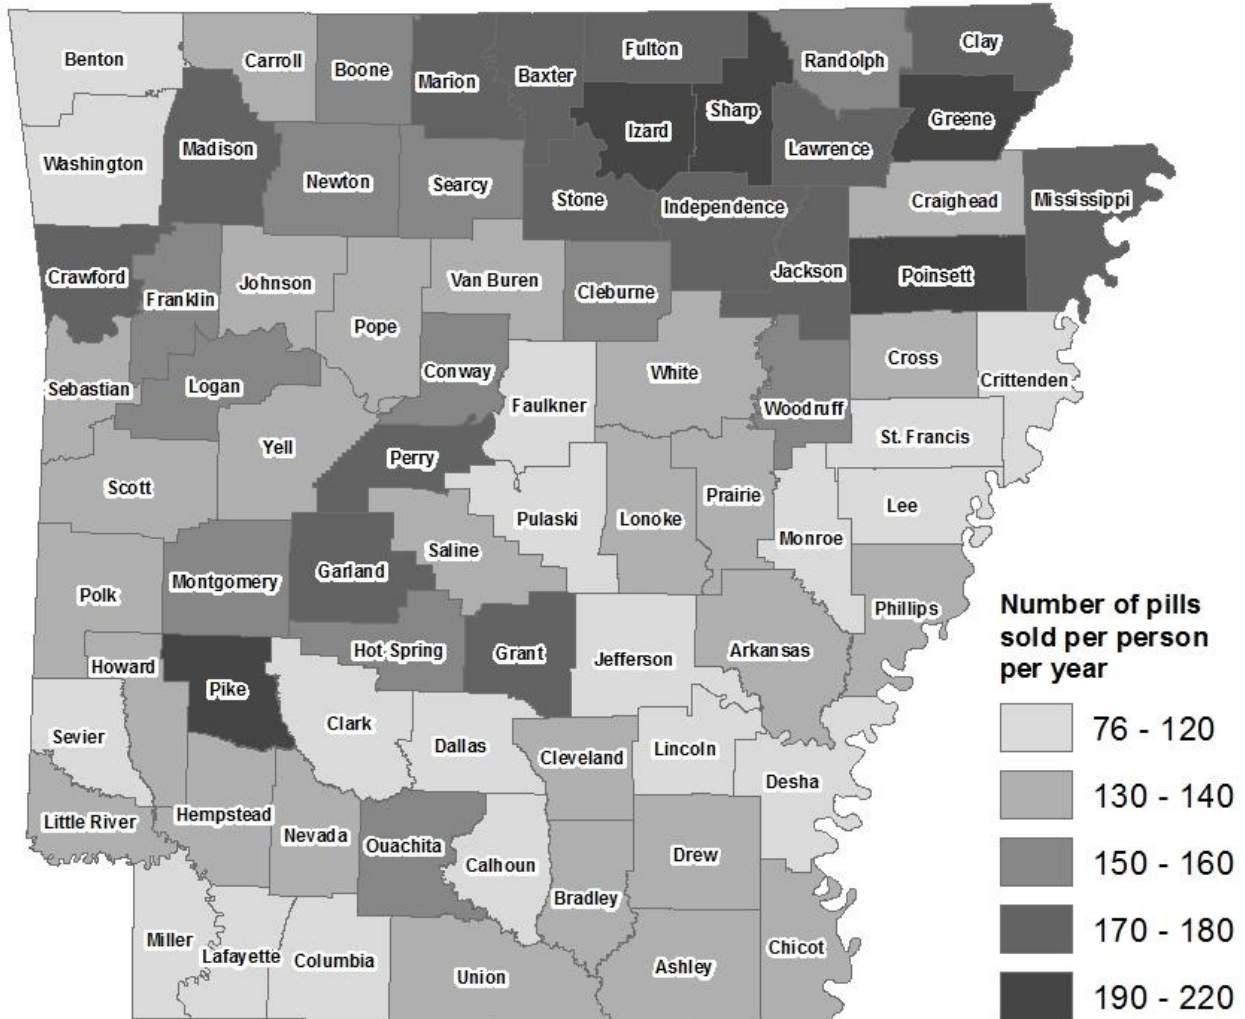 Benton
Carroll
Boone
Marion
Baxter
Fulton
Randolph
Clay
Sharp
Izard
Greene
Washington
Madison
Newton
Searcy
Stone
Lawrence
Independence
Craighead
Mississippi
Crawford
Franklin
Johnson
Van Buren
Cleburne
Jackson
Poinsett
Pope
Sebastian
Logan
Conway
White
Cross
Crittenden
Faulkner
Woodruff
St. Francis
Yell
Perry
Scott
Pulaski
Lonoke
Prairie
Lee
Monroe
Saline
Garland
Montgomery
Polk
Phillips
Howard
Hot Spring
Grant
Jefferson
Arkansas
Pike
Clark
Sevier
Dallas
Cleveland
Lincoln
Desha
Little River
Hempstead
Nevada
Ouachita
Calhoun
Drew
Bradley
Miller
Lafayette
Columbia
Union
Ashley
Chicot
Number of pills
sold per person
per year
76 - 120
130 - 140
150 - 160
170 - 180
190 - 220